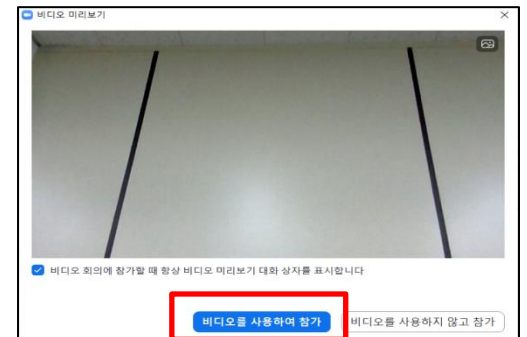 비디오 미리보기
비디오 회의에 참가할 때 항상 비디오 미리보기 대화 상자를 표시합니다
비디오를 사용하여 참가
비디오를 사용하지 않고 참가